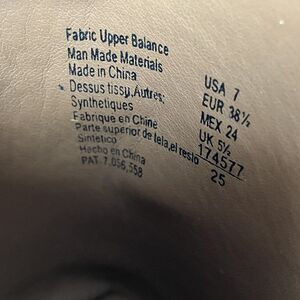 Fabric Upper Balance
Man Made Materials
Made in China
Dessus tissu,Autres;
Synthetiques
Fabrique en Chine
Parte superior de tela,el resto
Sintetico
Hecho en China
PAT. 7,056,558
USA 7
EUR 38½
MEX 24
UK 5½
174577
25